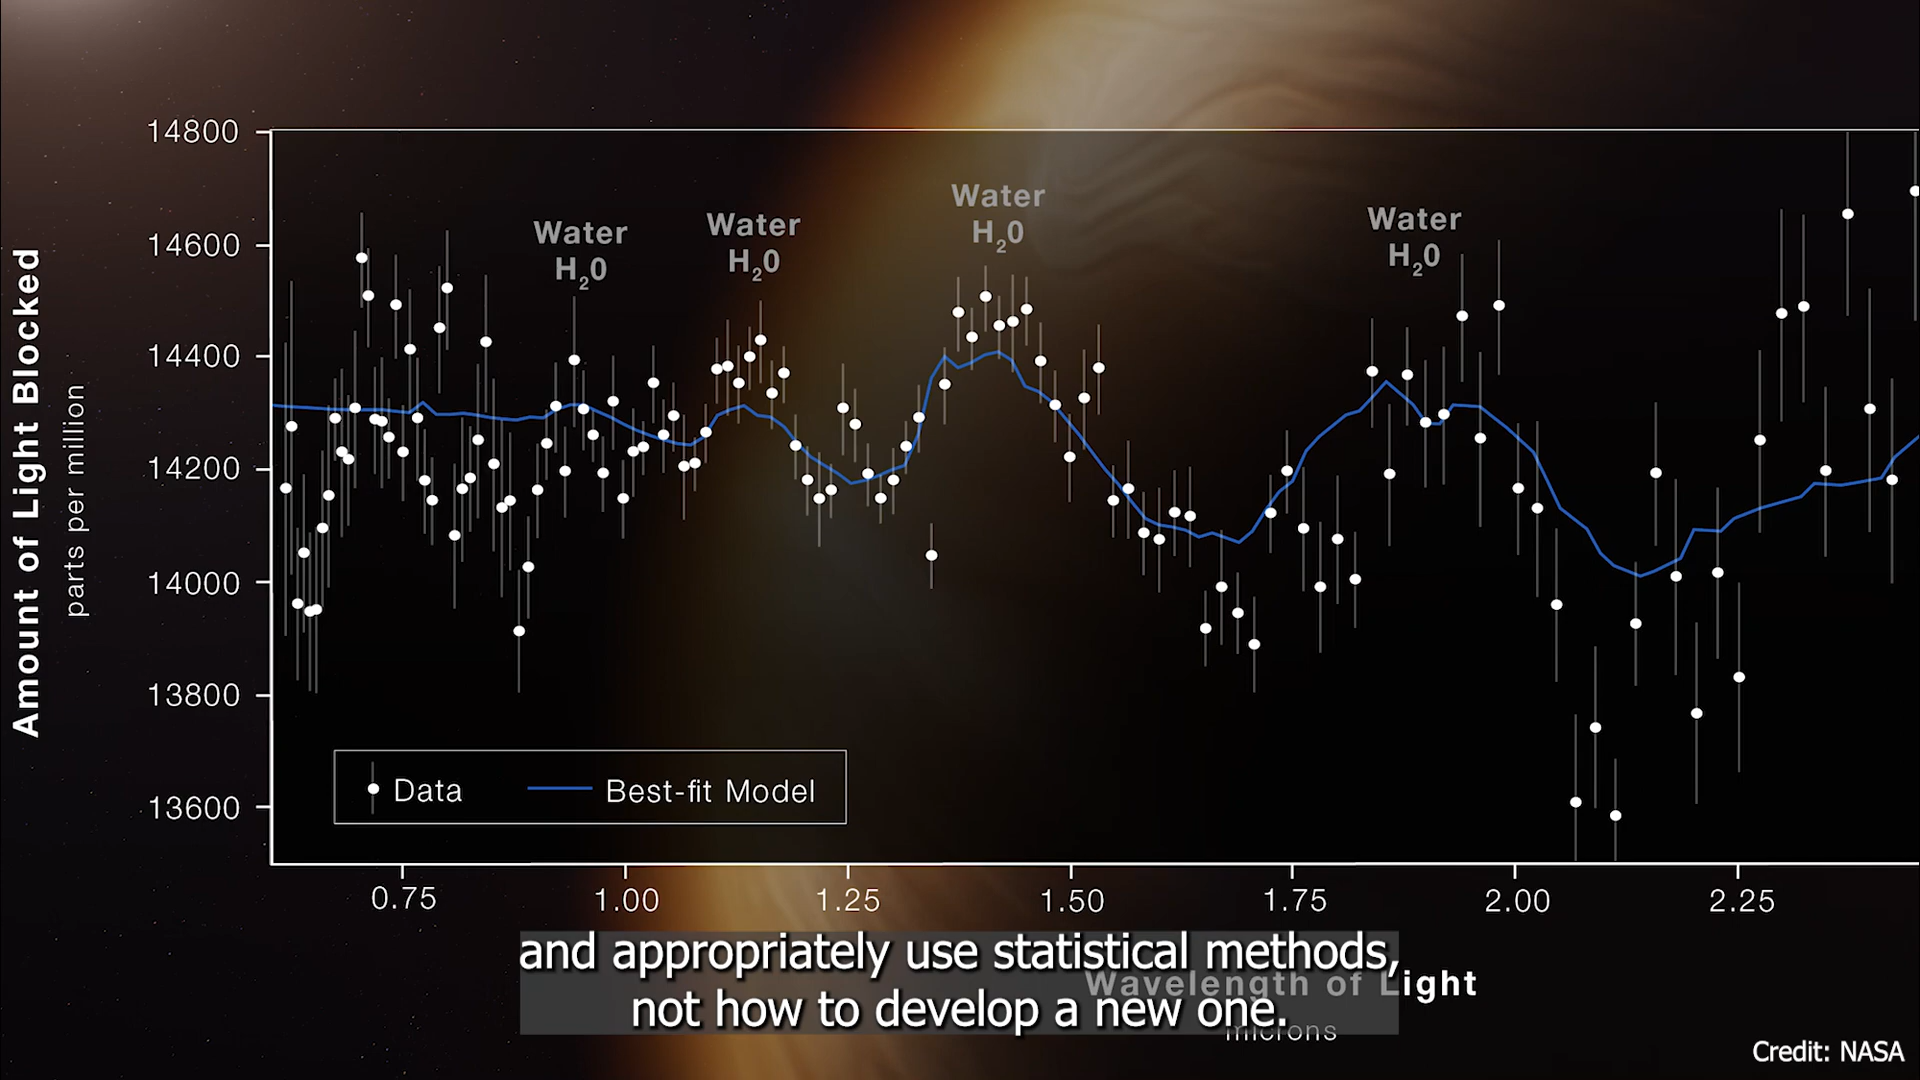 14800
14600
14400
14200
14000
13800
13600
Amount of Light Blocked
parts per million
Water
H₂0
Water
H₂0
Water
H₂0
Water
H₂0
Data
Best-fit Model
0.75
1.00
1.25
1.50
1.75
2.00
2.25
and appropriately use statistical methods,
Wavelength of Light
not how to develop a new one.
microns
Credit: NASA